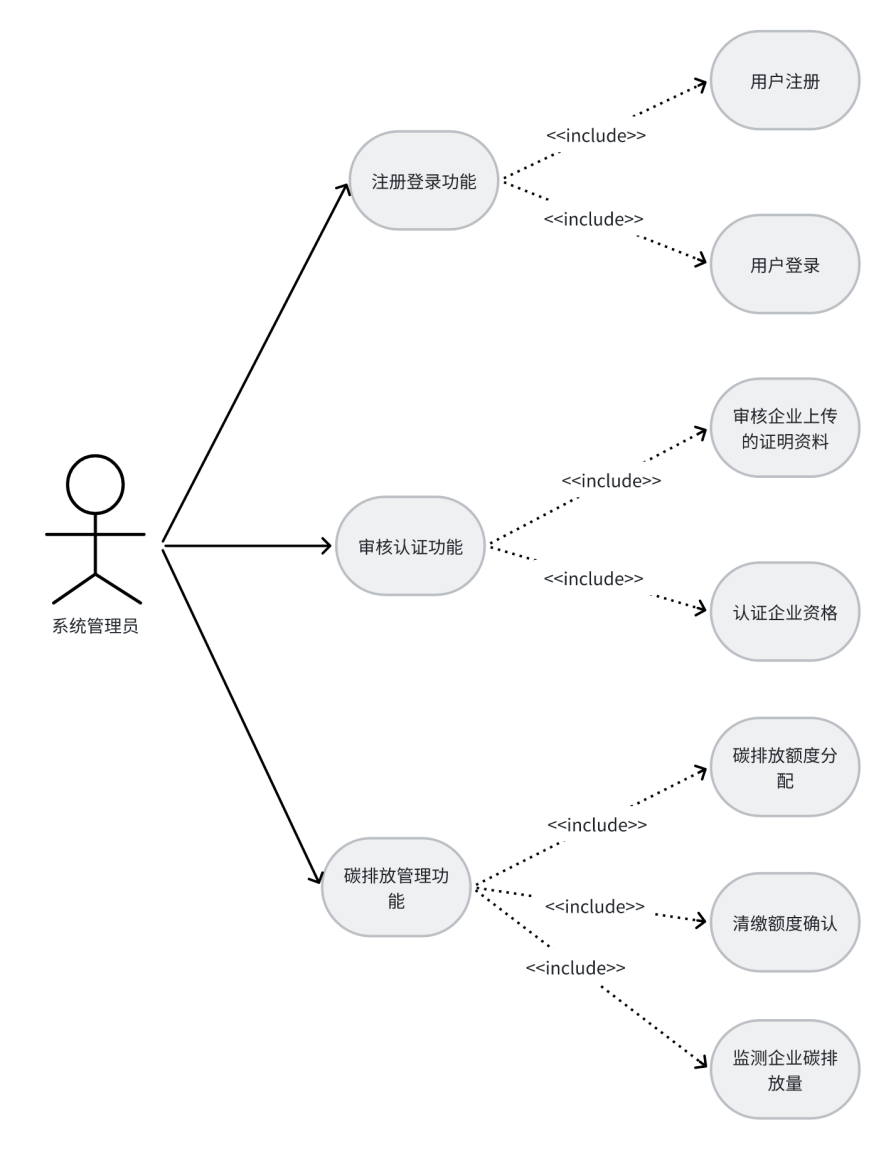 用户注册
<<include>>
注册登录功能
<<include>>
用户登录
审核企业上传
的证明资料
<<include>>
审核认证功能
<<include>>
认证企业资格
系统管理员
碳排放额度分
配
<<include>>
碳排放管理功
能
<<include>>
清缴额度确认
<<include>>
监测企业碳排
放量